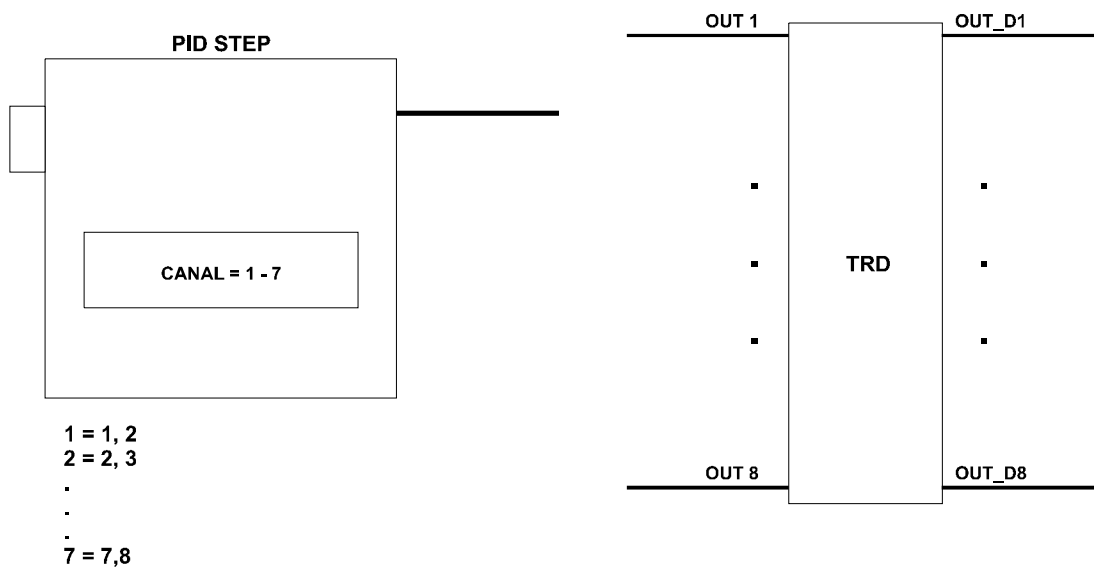 PID STEP
CANAL = 1 - 7
1 = 1, 2
2 = 2, 3
.
.
.
7 = 7,8
OUT 1
OUT_D1
TRD
OUT 8
OUT_D8